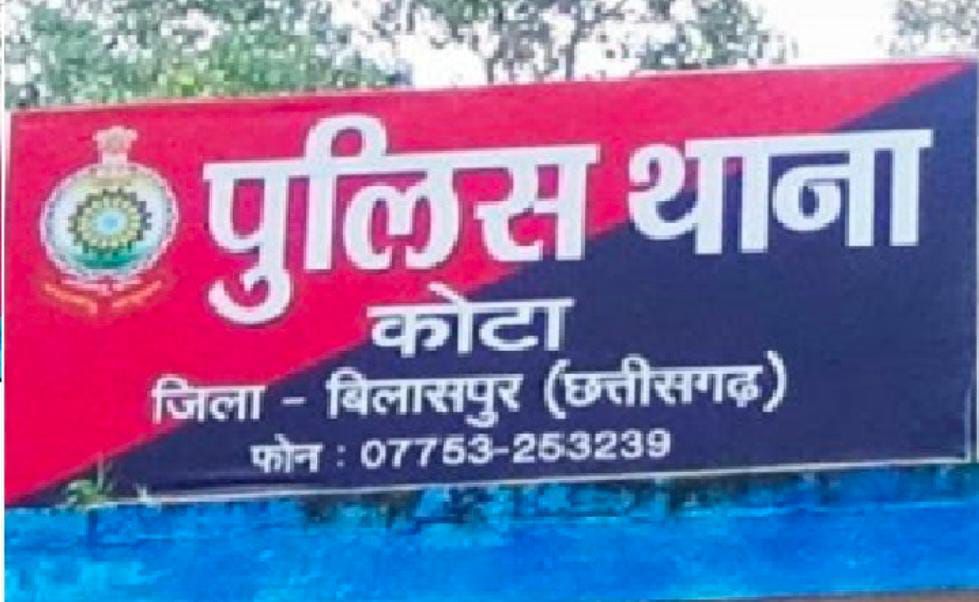 पुलिस थाना
कोटा
जिला - बिलासपुर (छत्तीसगढ़)
फोन : 07753-253239